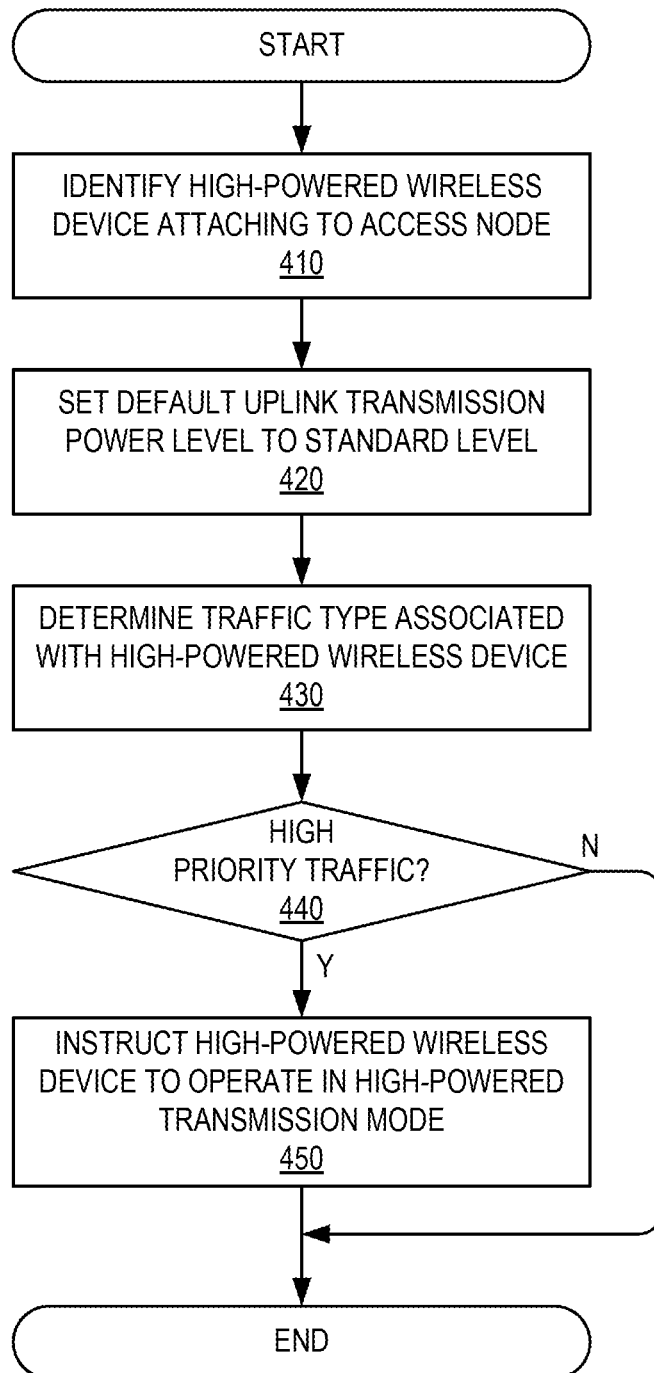 START
IDENTIFY HIGH-POWERED WIRELESS
DEVICE ATTACHING TO ACCESS NODE
410
SET DEFAULT UPLINK TRANSMISSION
POWER LEVEL TO STANDARD LEVEL
420
DETERMINE TRAFFIC TYPE ASSOCIATED
WITH HIGH-POWERED WIRELESS DEVICE
430
HIGH
PRIORITY TRAFFIC?
440
N
Y
INSTRUCT HIGH-POWERED WIRELESS
DEVICE TO OPERATE IN HIGH-POWERED
TRANSMISSION MODE
450
END